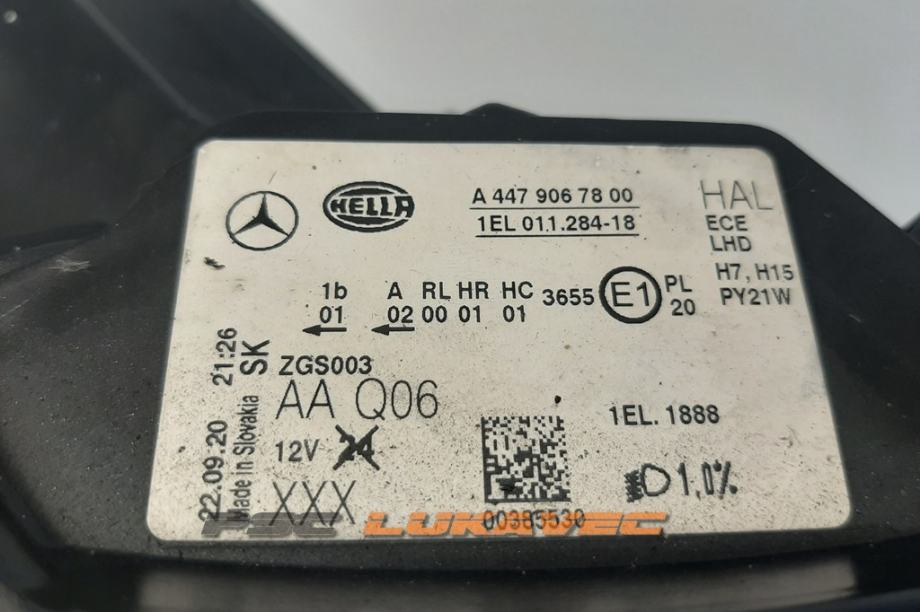 HELLA
A 447 906 78 00
1EL 011.284-18
HAL
ECE
LHD
H7, H15
PY21W
1b A RL HR HC
01 02 00 01 01
3655 E1 PL
20
22.09.20 21:26
Made in Slovakia SK
ZGS003
AA Q06
12V 24
XXX
1EL. 1888
1,0%
00385530
PSC LUKAVEC